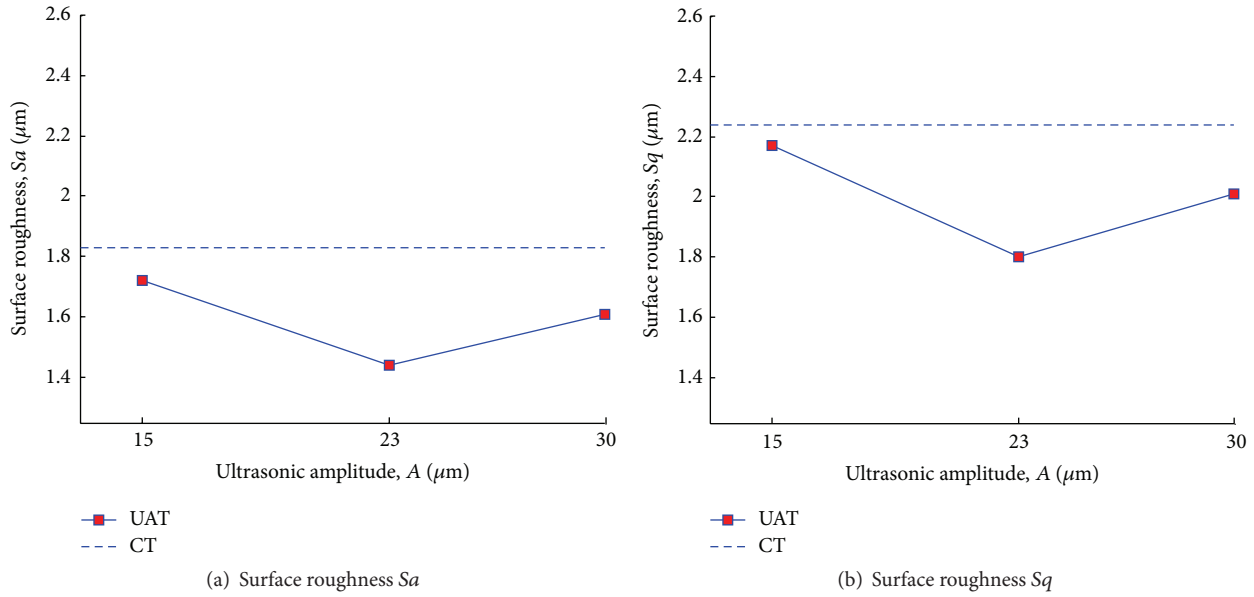 2.6
2.4
2.2
2
1.8
1.6
1.4
Surface roughness, Sa (μm)
15 23 30
Ultrasonic amplitude, A (μm)
UAT
CT
(a) Surface roughness Sa
2.6
2.4
2.2
2
1.8
1.6
1.4
Surface roughness, Sq (μm)
15 23 30
Ultrasonic amplitude, A (μm)
UAT
CT
(b) Surface roughness Sq